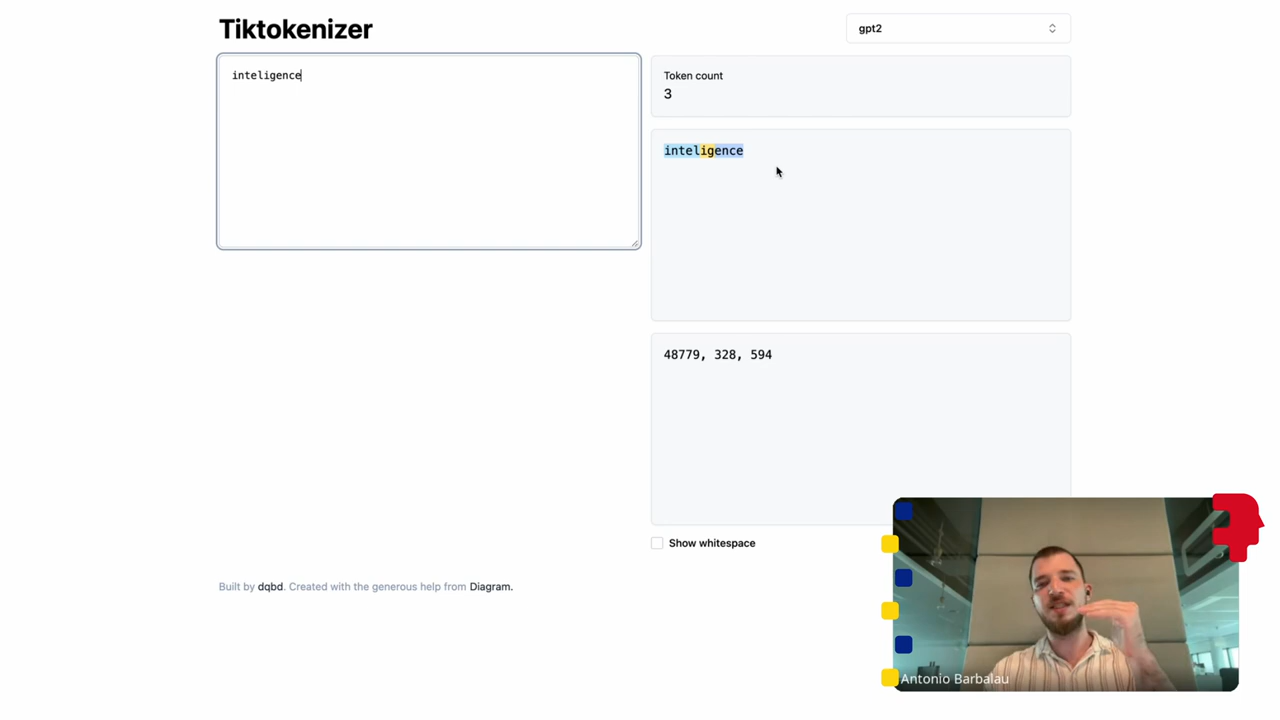 Tiktokenizer
gpt2
inteligence
Token count
3
inteligence
48779, 328, 594
Show whitespace
Built by dqbd. Created with the generous help from Diagram.
Antonio Barbalau